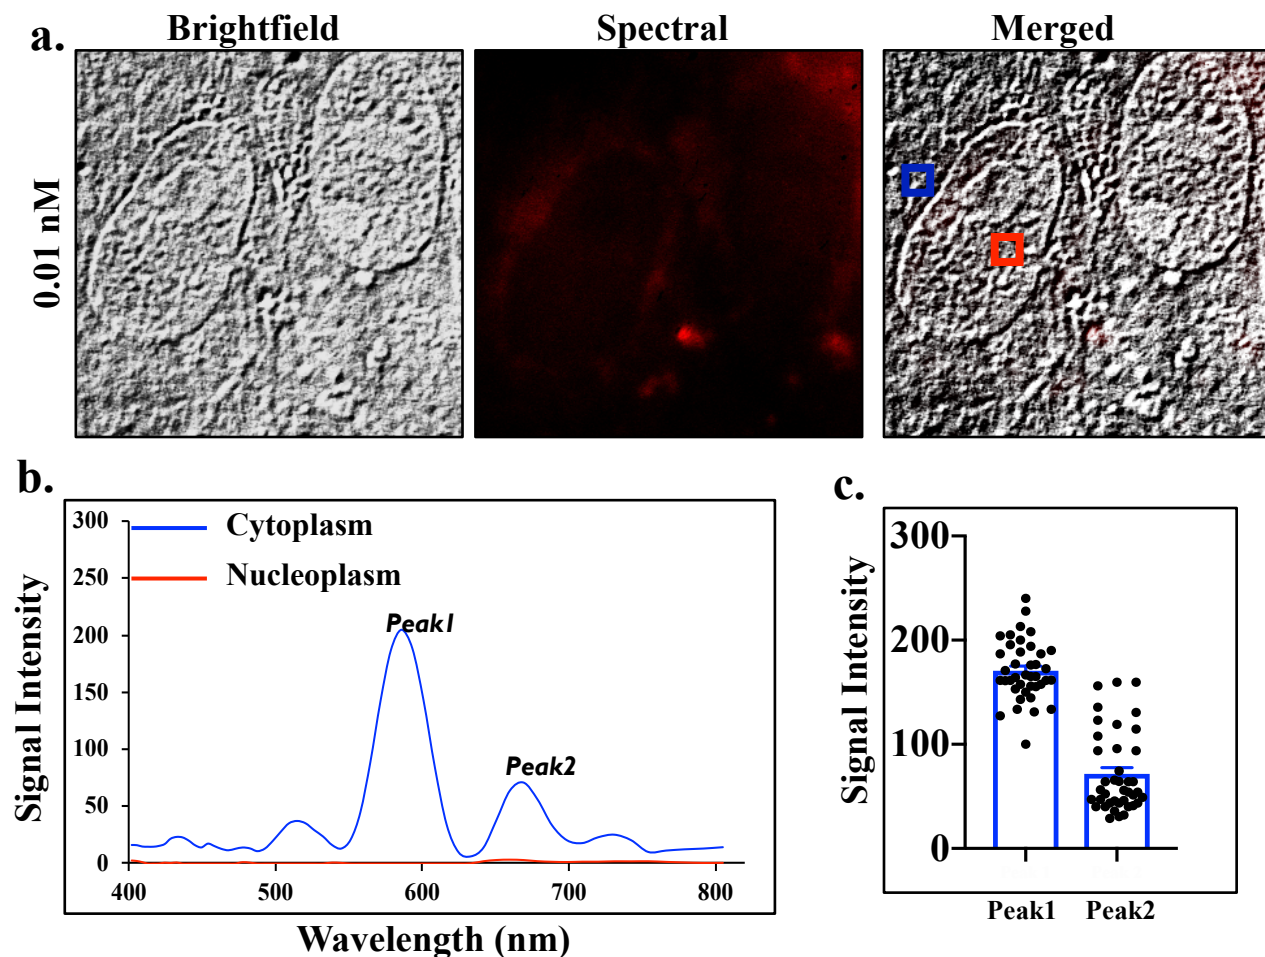 a.
Brightfield
Spectral
Merged
0.01 nM
b.
300
250
200
150
100
50
0
Cytoplasm
Nucleoplasm
Peak1
Peak2
400
500
600
700
800
Signal Intensity
Wavelength (nm)
c.
300
200
100
0
Signal Intensity
Peak1
Peak2